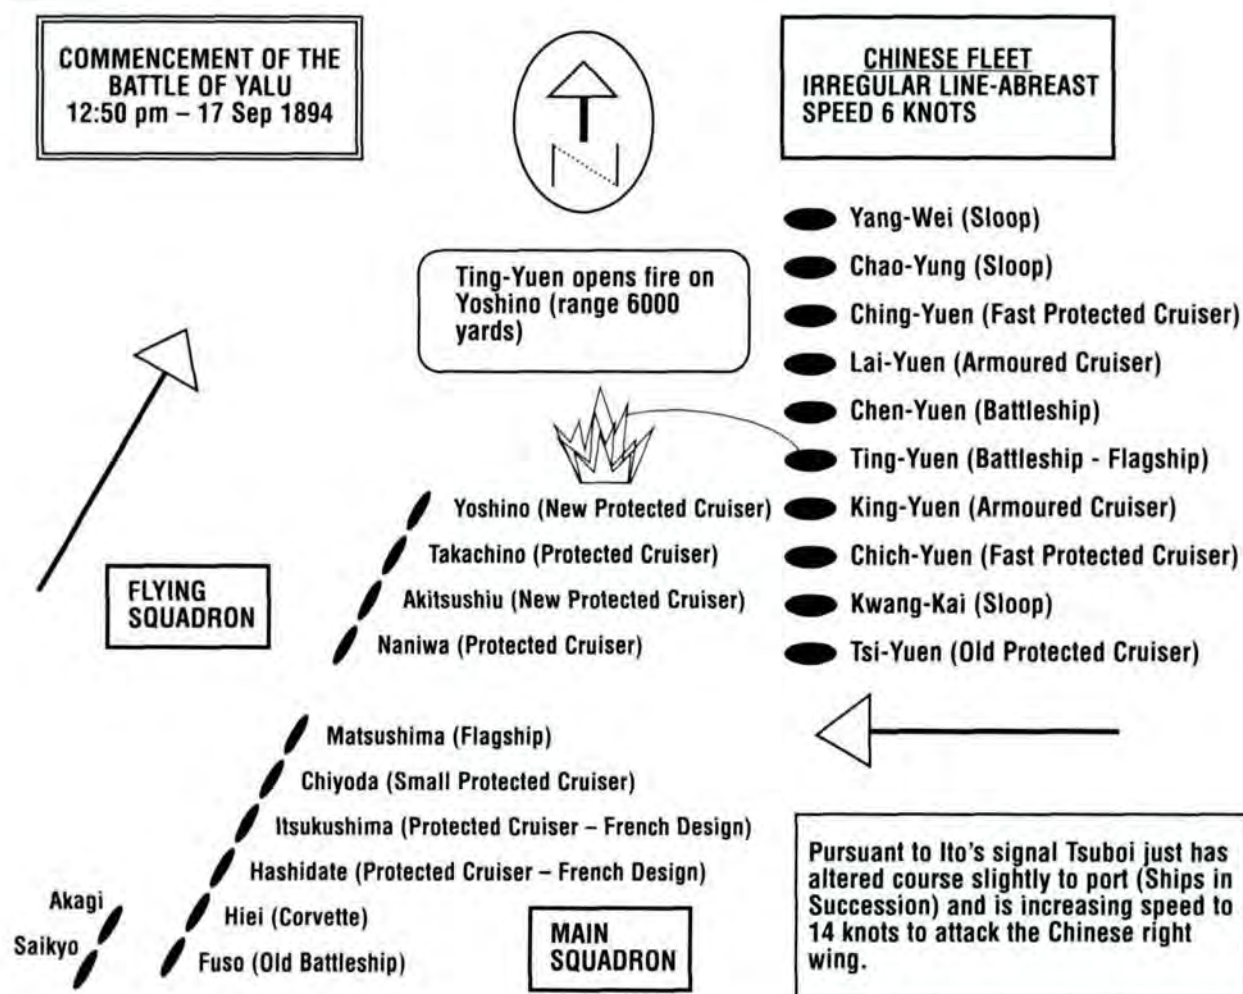 COMMENCEMENT OF THE
BATTLE OF YALU
12:50 pm – 17 Sep 1894
N
CHINESE FLEET
IRREGULAR LINE-ABREAST
SPEED 6 KNOTS
Ting-Yuen opens fire on
Yoshino (range 6000
yards)
Yang-Wei (Sloop)
Chao-Yung (Sloop)
Ching-Yuen (Fast Protected Cruiser)
Lai-Yuen (Armoured Cruiser)
Chen-Yuen (Battleship)
Ting-Yuen (Battleship - Flagship)
King-Yuen (Armoured Cruiser)
Chich-Yuen (Fast Protected Cruiser)
Kwang-Kai (Sloop)
Tsi-Yuen (Old Protected Cruiser)
FLYING
SQUADRON
Yoshino (New Protected Cruiser)
Takachino (Protected Cruiser)
Akitsushiu (New Protected Cruiser)
Naniwa (Protected Cruiser)
Matsushima (Flagship)
Chiyoda (Small Protected Cruiser)
Itsukushima (Protected Cruiser – French Design)
Hashidate (Protected Cruiser – French Design)
Hiei (Corvette)
Fuso (Old Battleship)
Akagi
Saikyo
MAIN
SQUADRON
Pursuant to Ito's signal Tsuboi just has
altered course slightly to port (Ships in
Succession) and is increasing speed to
14 knots to attack the Chinese right
wing.